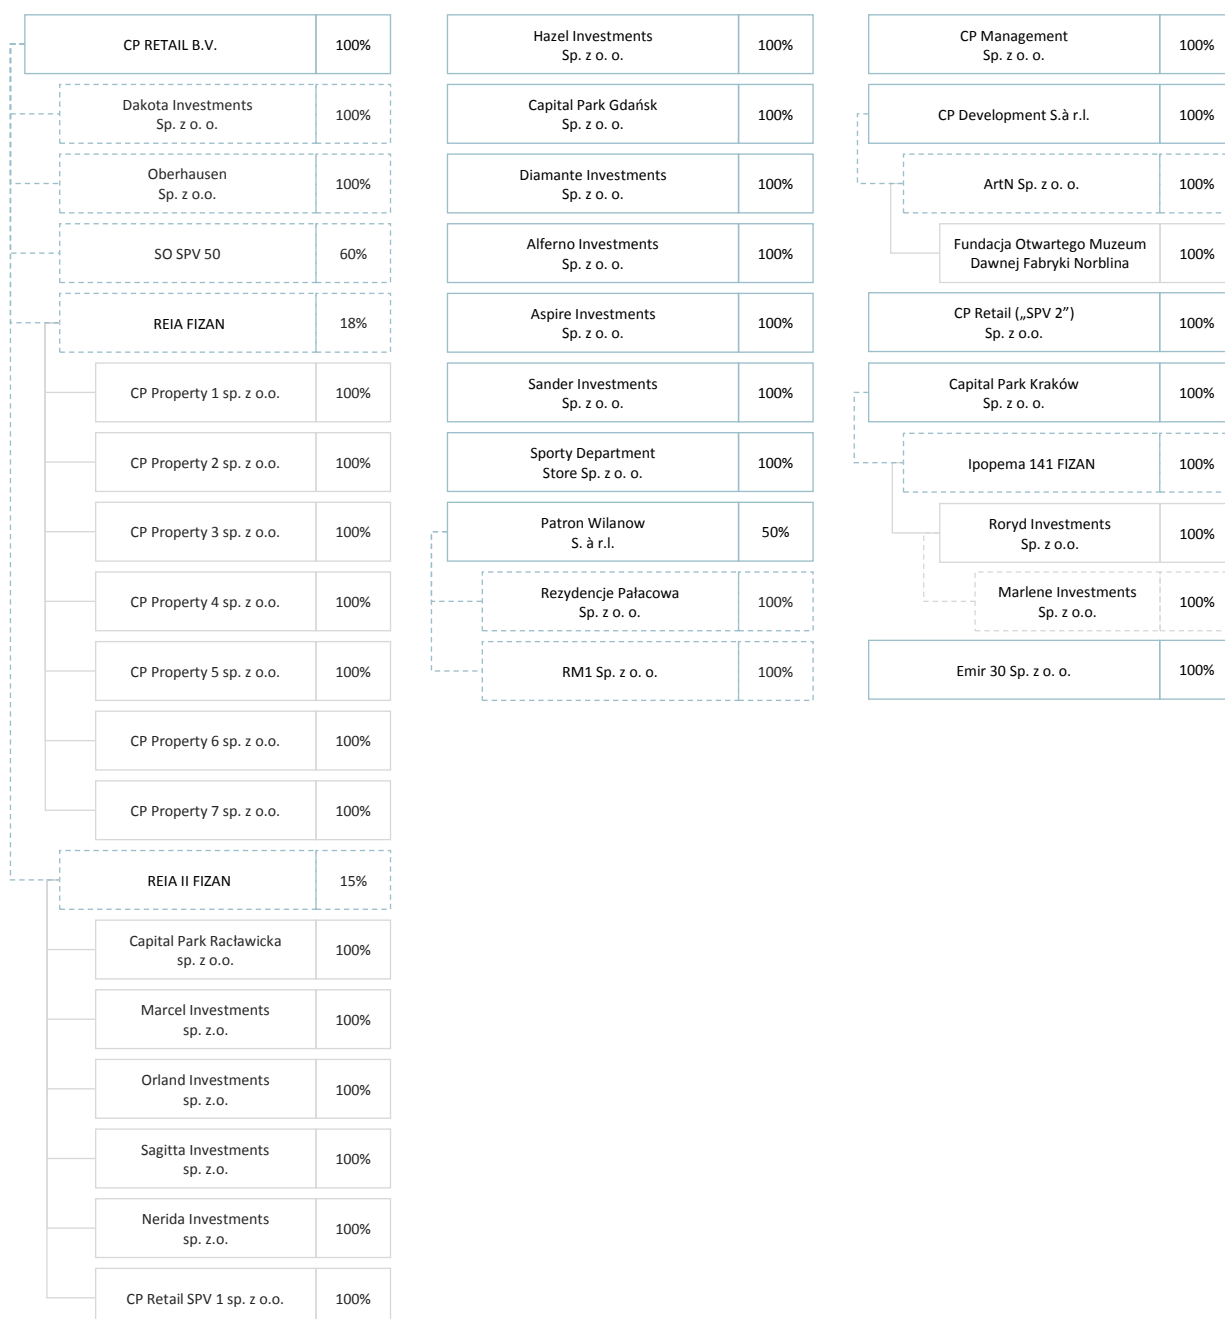 CP RETAIL B.V.
100%
Dakota Investments
Sp. z o. o.
100%
Oberhausen
Sp. z o.o.
100%
SO SPV 50
60%
REIA FIZAN
18%
CP Property 1 sp. z o.o.
100%
CP Property 2 sp. z o.o.
100%
CP Property 3 sp. z o.o.
100%
CP Property 4 sp. z o.o.
100%
CP Property 5 sp. z o.o.
100%
CP Property 6 sp. z o.o.
100%
CP Property 7 sp. z o.o.
100%
REIA II FIZAN
15%
Capital Park Racławicka
sp. z o.o.
100%
Marcel Investments
sp. z.o.
100%
Orland Investments
sp. z.o.
100%
Sagitta Investments
sp. z.o.
100%
Nerida Investments
sp. z.o.
100%
CP Retail SPV 1 sp. z o.o.
100%
Hazel Investments
Sp. z o. o.
100%
Capital Park Gdańsk
Sp. z o. o.
100%
Diamante Investments
Sp. z o. o.
100%
Alferno Investments
Sp. z o. o.
100%
Aspire Investments
Sp. z o. o.
100%
Sander Investments
Sp. z o. o.
100%
Sporty Department
Store Sp. z o. o.
100%
Patron Wilanow
S. à r.l.
50%
Rezydencje Pałacowa
Sp. z o. o.
100%
RM1 Sp. z o. o.
100%
CP Management
Sp. z o. o.
100%
CP Development S.à r.l.
100%
ArtN Sp. z o. o.
100%
Fundacja Otwartego Muzeum
Dawnej Fabryki Norblina
100%
CP Retail („SPV 2”)
Sp. z o.o.
100%
Capital Park Kraków
Sp. z o. o.
100%
Ipopema 141 FIZAN
100%
Roryd Investments
Sp. z o.o.
100%
Marlene Investments
Sp. z o.o.
100%
Emir 30 Sp. z o. o.
100%